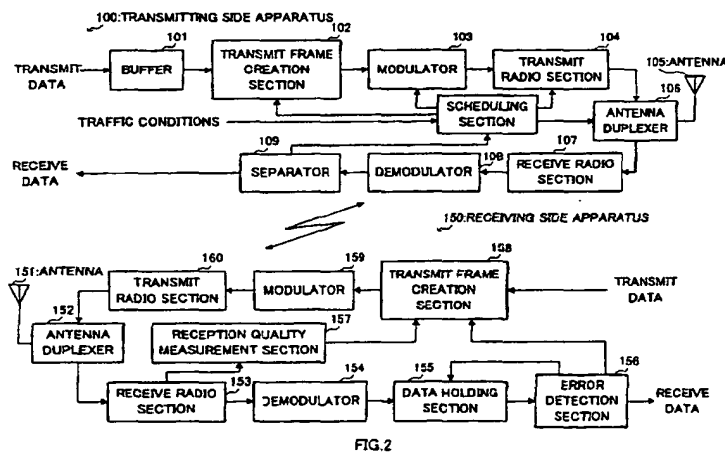 100:TRANSMITTING SIDE APPARATUS
101
102
103
104
TRANSMIT
DATA
BUFFER
TRANSMIT FRAME
CREATION
SECTION
MODULATOR
TRANSMIT
RADIO SECTION
105:ANTENNA
106
TRAFFIC CONDITIONS
SCHEDULING
SECTION
ANTENNA
DUPLEXER
109
108
107
RECEIVE
DATA
SEPARATOR
DEMODULATOR
RECEIVE RADIO
SECTION
150:RECEIVING SIDE APPARATUS
151:ANTENNA
160
159
158
TRANSMIT
RADIO SECTION
MODULATOR
TRANSMIT FRAME
CREATION
SECTION
TRANSMIT
DATA
152
157
ANTENNA
DUPLEXER
RECEPTION QUALITY
MEASUREMENT SECTION
154
155
156
RECEIVE RADIO
SECTION
153
DEMODULATOR
DATA HOLDING
SECTION
ERROR
DETECTION
SECTION
RECEIVE
DATA
FIG.2